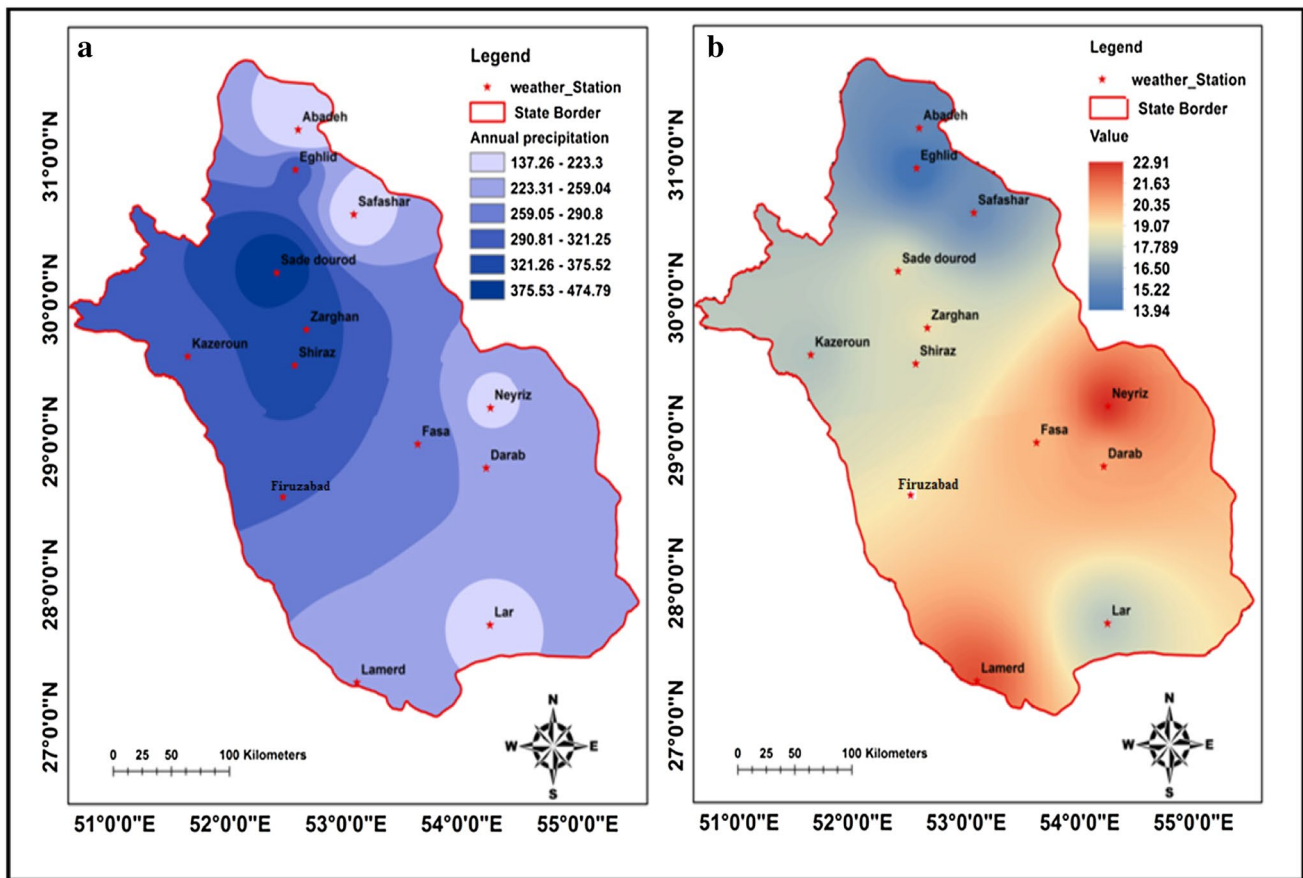 a
Legend
weather_Station
State Border
Annual precipitation
137.26 - 223.3
223.31 - 259.04
259.05 - 290.8
290.81 - 321.25
321.26 - 375.52
375.53 - 474.79
Abadeh
Eghlid
Safashar
Sade dourod
Zarghan
Kazeroun
Shiraz
Neyriz
Fasa
Darab
Firuzabad
Lar
Lamerd
31°0'0"N
30°0'0"N
29°0'0"N
28°0'0"N
27°0'0"N
0 25 50 100 Kilometers
N
W E
S
51°0'0"E 52°0'0"E 53°0'0"E 54°0'0"E 55°0'0"E
b
Legend
weather_Station
State Border
Value
22.91
21.63
20.35
19.07
17.789
16.50
15.22
13.94
Abadeh
Eghlid
Safashar
Sade dourod
Zarghan
Kazeroun
Shiraz
Neyriz
Fasa
Darab
Firuzabad
Lar
Lamerd
31°0'0"N
30°0'0"N
29°0'0"N
28°0'0"N
27°0'0"N
0 25 50 100 Kilometers
N
W E
S
51°0'0"E 52°0'0"E 53°0'0"E 54°0'0"E 55°0'0"E